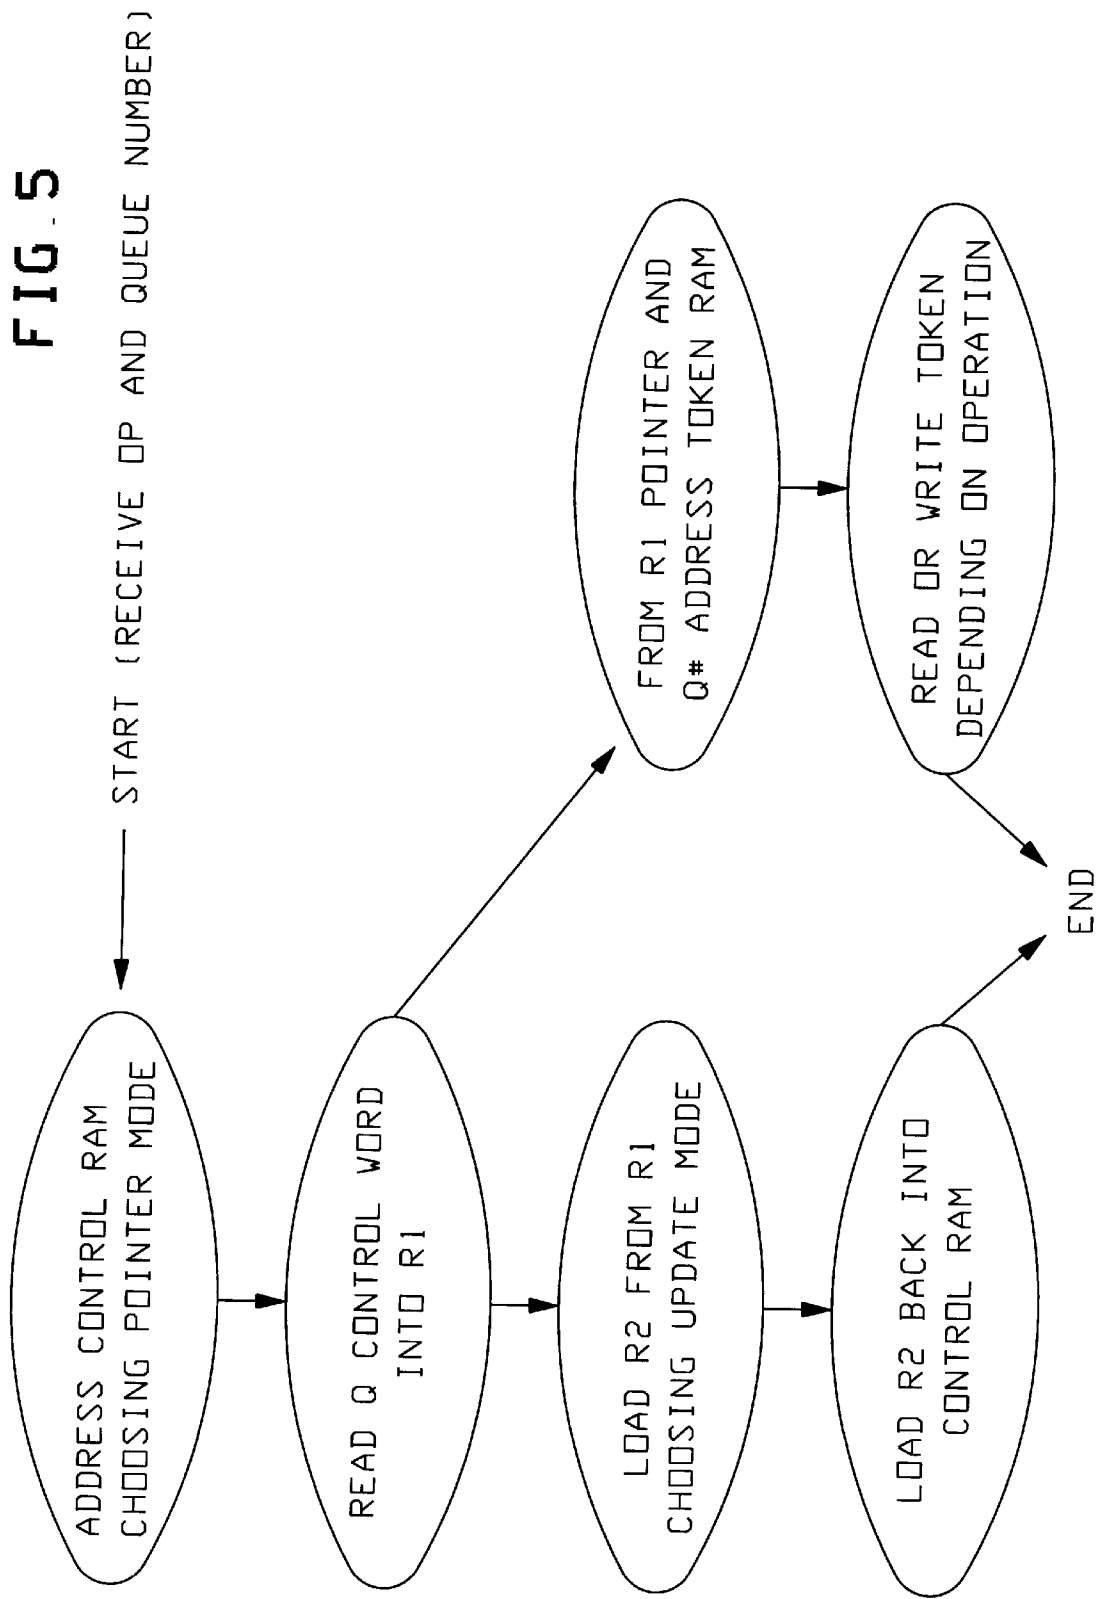 FIG. 5
START (RECEIVE OP AND QUEUE NUMBER)
ADDRESS CONTROL RAM
CHOOSING POINTER MODE
READ Q CONTROL WORD
INTO R1
FROM R1 POINTER AND
Q# ADDRESS TOKEN RAM
LOAD R2 FROM R1
CHOOSING UPDATE MODE
READ OR WRITE TOKEN
DEPENDING ON OPERATION
LOAD R2 BACK INTO
CONTROL RAM
END